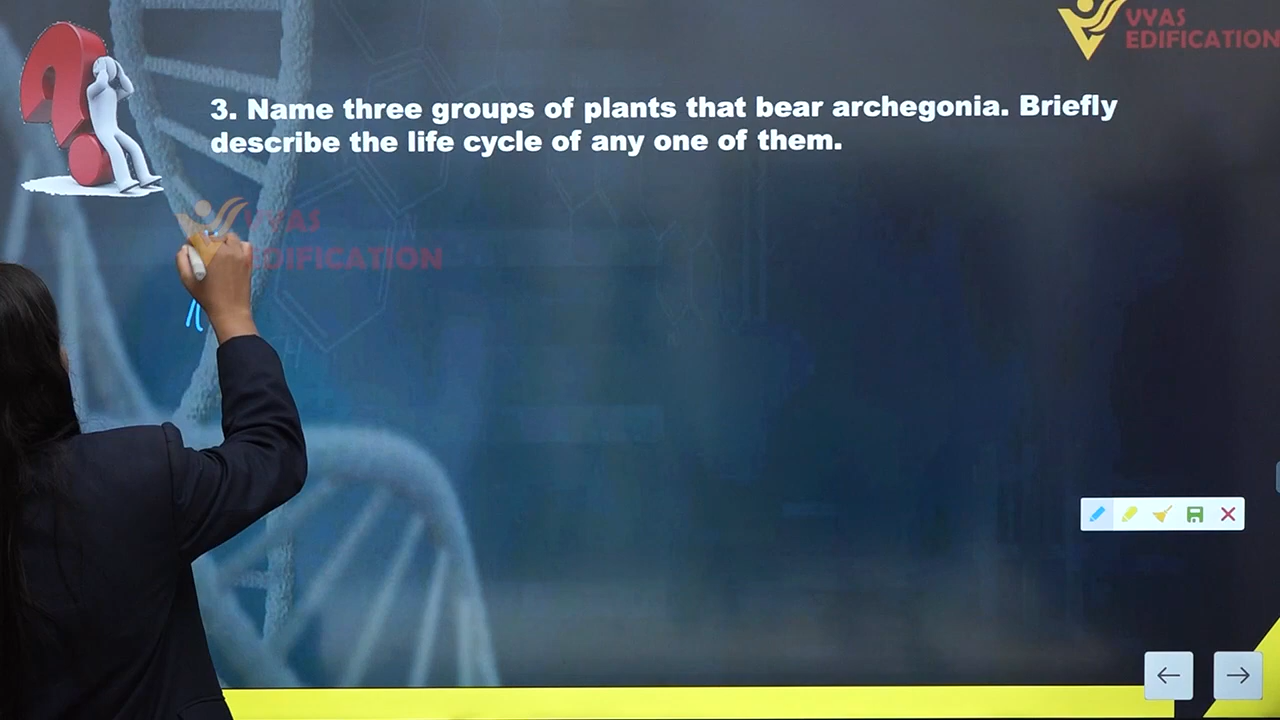 VYAS
EDIFICATION
3. Name three groups of plants that bear archegonia. Briefly
describe the life cycle of any one of them.
VYAS
EDIFICATION